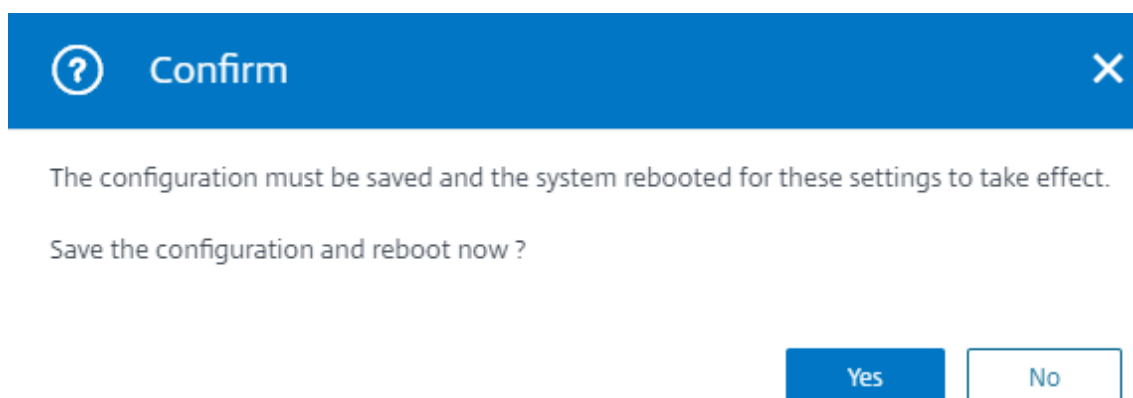 Confirm
The configuration must be saved and the system rebooted for these settings to take effect.
Save the configuration and reboot now ?
Yes
No